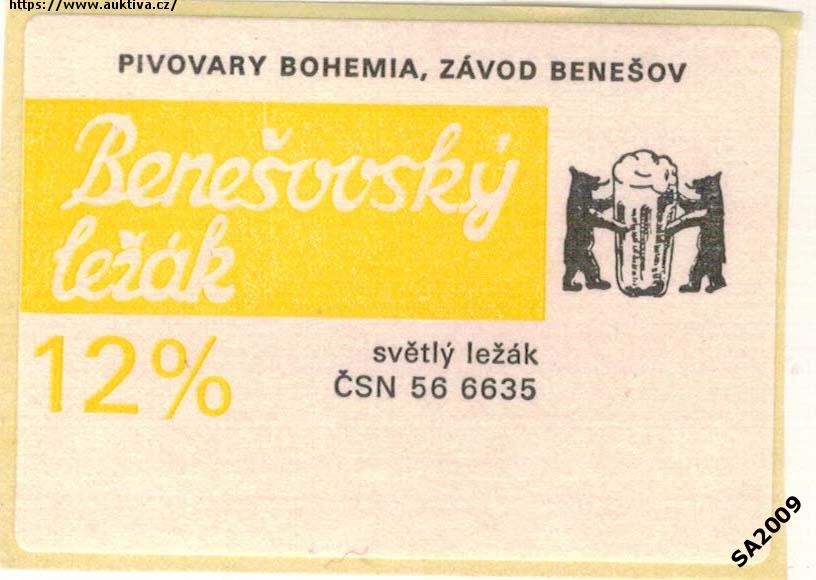 https://www.auktiva.cz/
PIVOVARY BOHEMIA, ZÁVOD BENEŠOV
Benešovský
ležák
12%
světlý ležák
ČSN 56 6635
SA2009